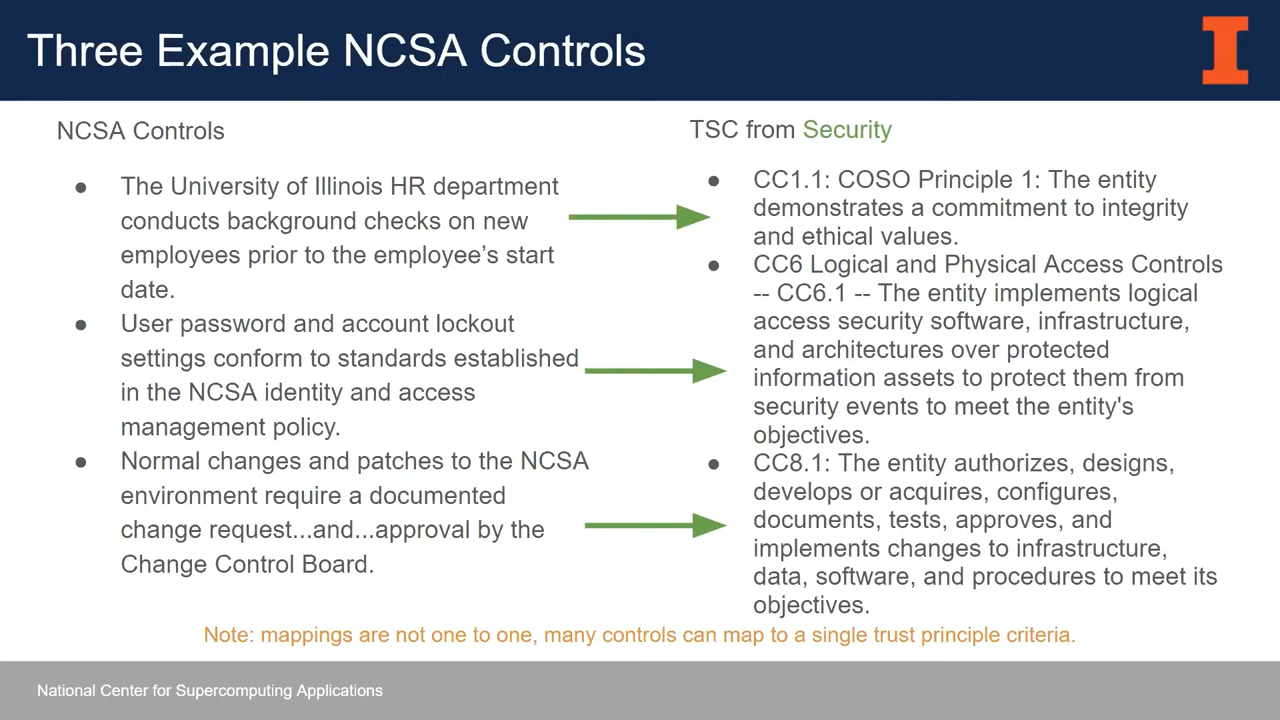 Three Example NCSA Controls
NCSA Controls
● The University of Illinois HR department
conducts background checks on new
employees prior to the employee’s start
date.
● User password and account lockout
settings conform to standards established
in the NCSA identity and access
management policy.
● Normal changes and patches to the NCSA
environment require a documented
change request...and...approval by the
Change Control Board.
TSC from Security
● CC1.1: COSO Principle 1: The entity
demonstrates a commitment to integrity
and ethical values.
● CC6 Logical and Physical Access Controls
-- CC6.1 -- The entity implements logical
access security software, infrastructure,
and architectures over protected
information assets to protect them from
security events to meet the entity's
objectives.
● CC8.1: The entity authorizes, designs,
develops or acquires, configures,
documents, tests, approves, and
implements changes to infrastructure,
data, software, and procedures to meet its
objectives.
Note: mappings are not one to one, many controls can map to a single trust principle criteria.
National Center for Supercomputing Applications